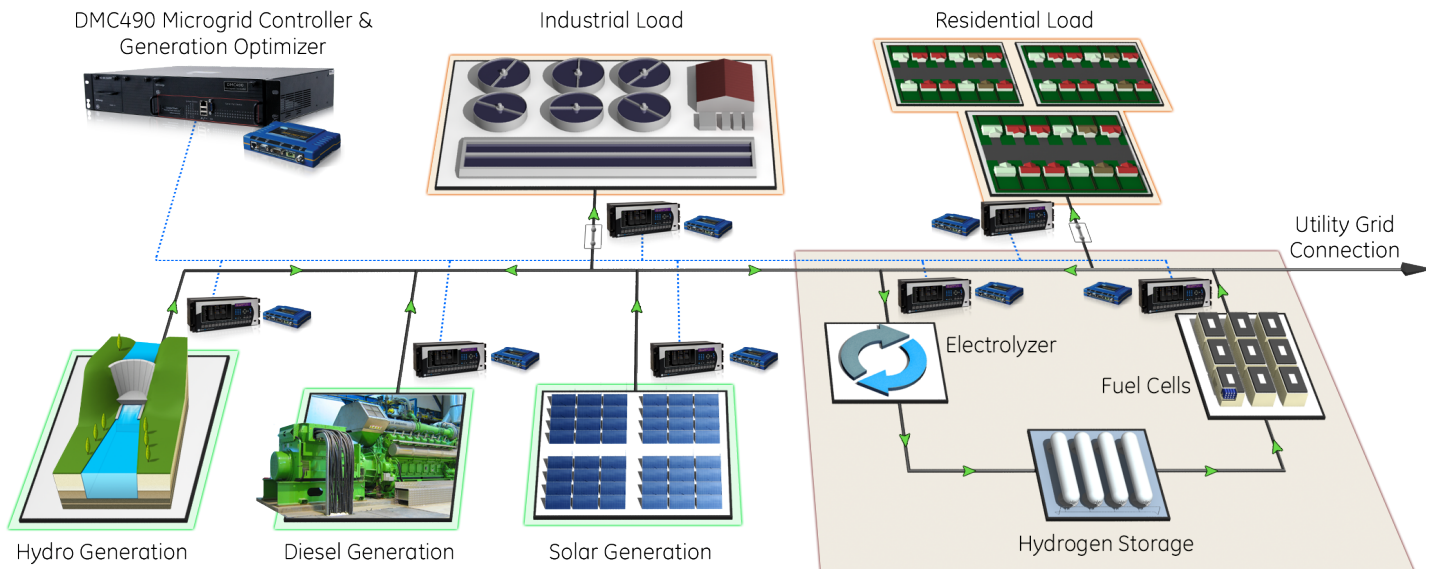 DMC490 Microgrid Controller &
Generation Optimizer
Industrial Load
Residential Load
Utility Grid
Connection
Electrolyzer
Fuel Cells
Hydrogen Storage
Hydro Generation
Diesel Generation
Solar Generation